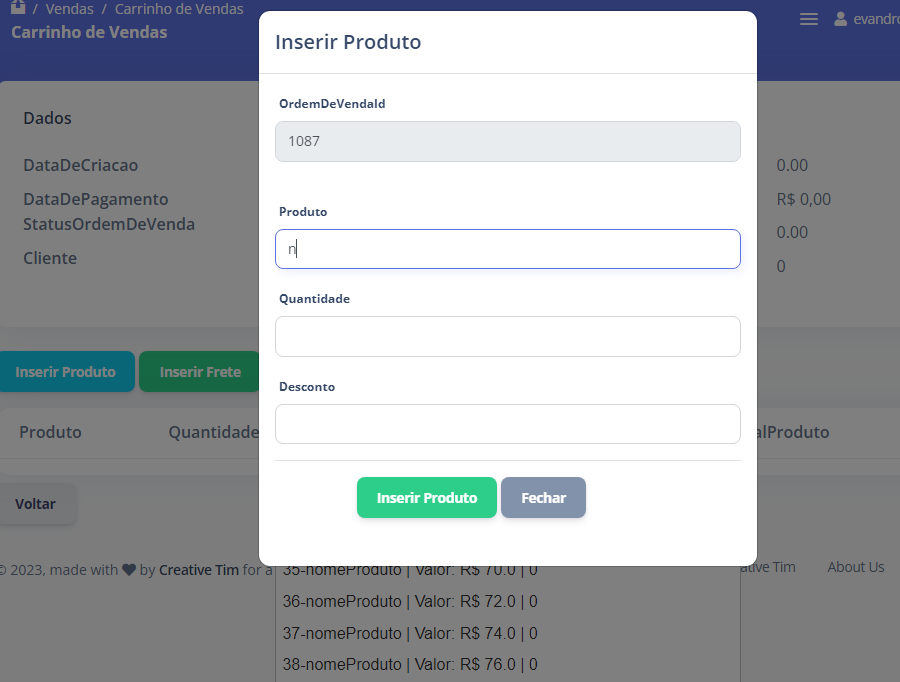 / Vendas / Carrinho de Vendas
Carrinho de Vendas
evandro
Inserir Produto
OrdemDeVendaId
1087
Produto
n
Quantidade
Desconto
Inserir Produto Fechar
Dados
DataDeCriacao 0.00
DataDePagamento R$ 0,00
StatusOrdemDeVenda 0.00
Cliente 0
Inserir Produto Inserir Frete
Produto Quantidade alProduto
Voltar
© 2023, made with by Creative Tim for a ative Tim About Us
35-nomeProduto | Valor: R$ 70.0 | 0
36-nomeProduto | Valor: R$ 72.0 | 0
37-nomeProduto | Valor: R$ 74.0 | 0
38-nomeProduto | Valor: R$ 76.0 | 0